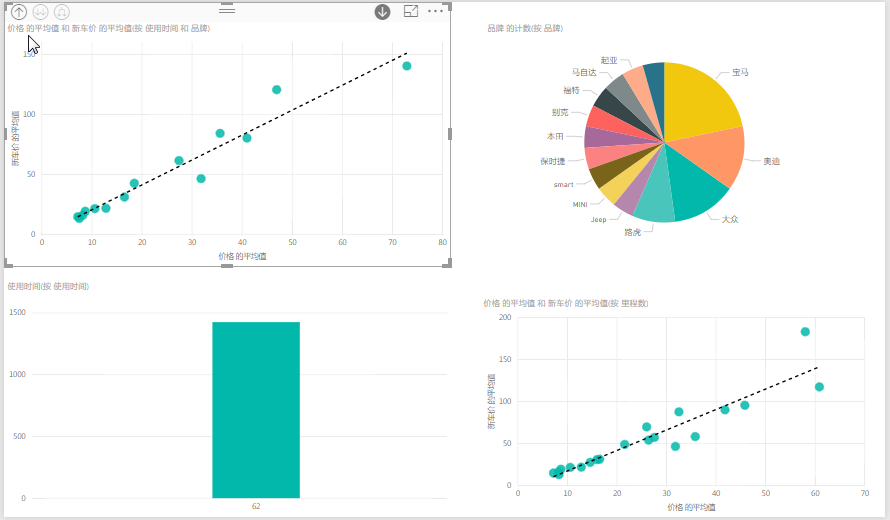 价格 的平均值 和 新车价 的平均值(按 使用时间 和 品牌)
150
100
50
0
新车价 的平均值
0 10 20 30 40 50 60 70 80
价格 的平均值
品牌 的计数(按 品牌)
宝马
奥迪
大众
路虎
Jeep
MINI
smart
保时捷
本田
别克
福特
马自达
起亚
使用时间(按 使用时间)
1500
1000
500
0
62
价格 的平均值 和 新车价 的平均值(按 里程数)
200
150
100
50
0
新车价 的平均值
0 10 20 30 40 50 60 70
价格 的平均值